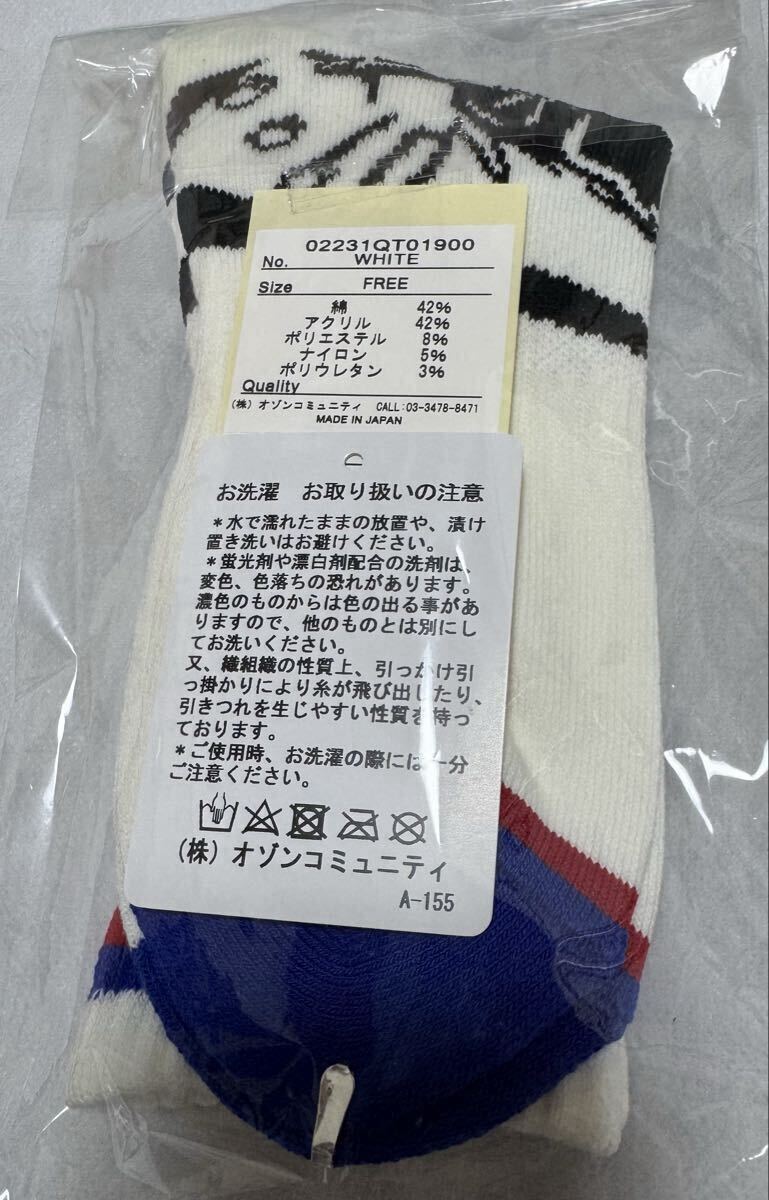 02231QT01900
No. WHITE
Size FREE
綿 42%
アクリル 42%
ポリエステル 8%
ナイロン 5%
ポリウレタン 3%
Quality
(株) オゾンコミュニティ CALL:03-3478-8471
MADE IN JAPAN
お洗濯 お取り扱いの注意
*水で濡れたままの放置や、漬け
置き洗いはお避けください。
*蛍光剤や漂白剤配合の洗剤は、
変色、色落ちの恐れがあります。
濃色のものからは色の出る事があ
りますので、他のものとは別にし
てお洗いください。
又、繊組織の性質上、引っかけ引
っ掛かりにより糸が飛び出したり、
引きつれを生じやすい性質を持っ
ております。
*ご使用時、お洗濯の際には十分
ご注意ください。
(株) オゾンコミュニティ
A-155